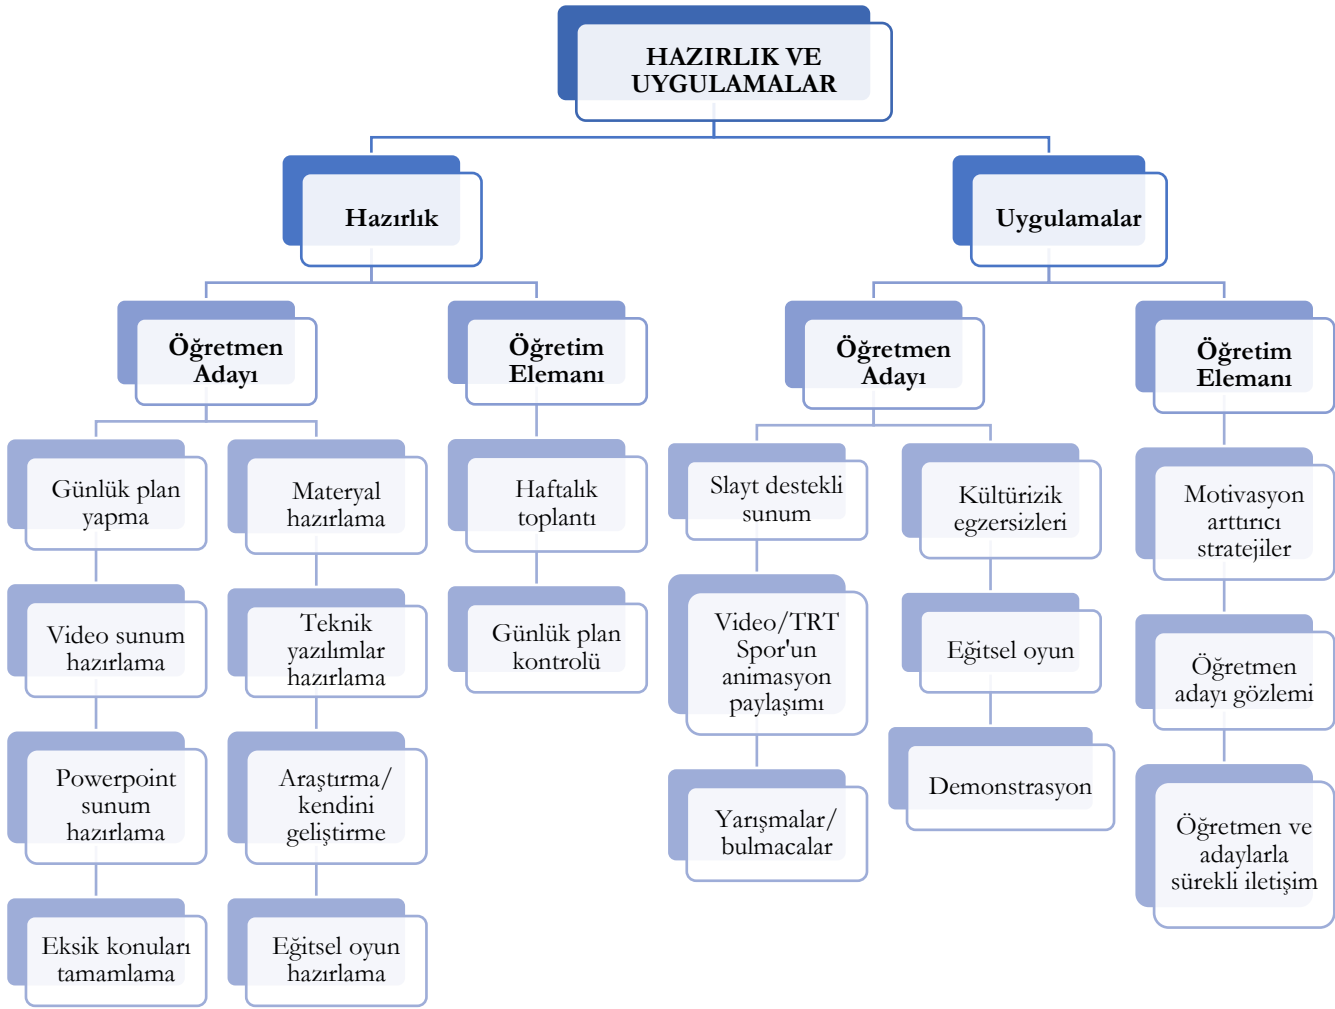 HAZIRLIK VE
UYGULAMALAR
Hazırlık
Uygulamalar
Öğretmen
Adayı
Öğretim
Elemanı
Öğretmen
Adayı
Öğretim
Elemanı
Günlük plan
yapma
Video sunum
hazırlama
Powerpoint
sunum
hazırlama
Eksik konuları
tamamlama
Materyal
hazırlama
Teknik
yazılımlar
hazırlama
Araştırma/
kendini
geliştirme
Eğitsel oyun
hazırlama
Haftalık
toplantı
Günlük plan
kontrolü
Slayt destekli
sunum
Video/TRT
Spor'un
animasyon
paylaşımı
Yarışmalar/
bulmacalar
Kültürizik
egzersizleri
Eğitsel oyun
Demonstrasyon
Motivasyon
arttırıcı
stratejiler
Öğretmen
adayı gözlemi
Öğretmen ve
adaylarla
sürekli iletişim